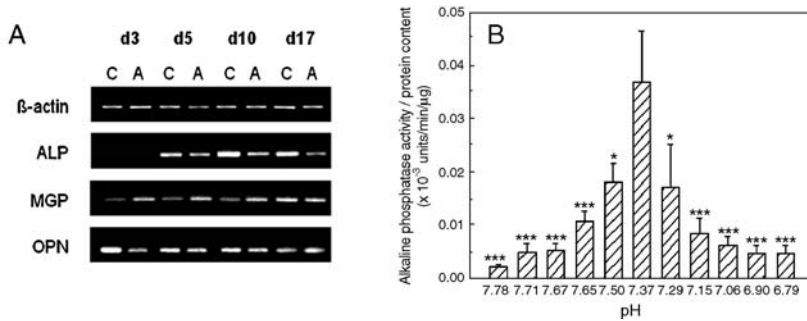 A
d3 d5 d10 d17
C A C A C A C A
ß-actin
ALP
MGP
OPN
B
Alkaline phosphatase activity / protein content
(x 10⁻³ units/min/µg)
0.05
0.04
0.03
0.02
0.01
0.00
*** *** *** *** * * *** *** *** ***
7.78 7.71 7.67 7.65 7.50 7.37 7.29 7.15 7.06 6.90 6.79
pH